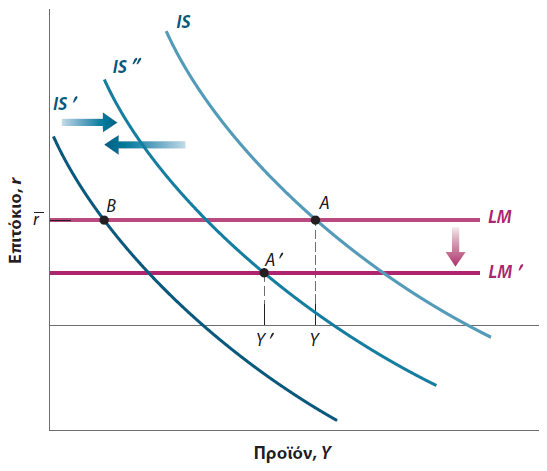 IS
IS ″
IS ′
B
A
r̅
LM
A′
LM ′
Y ′
Y
Επιτόκιο, r
Προϊόν, Y